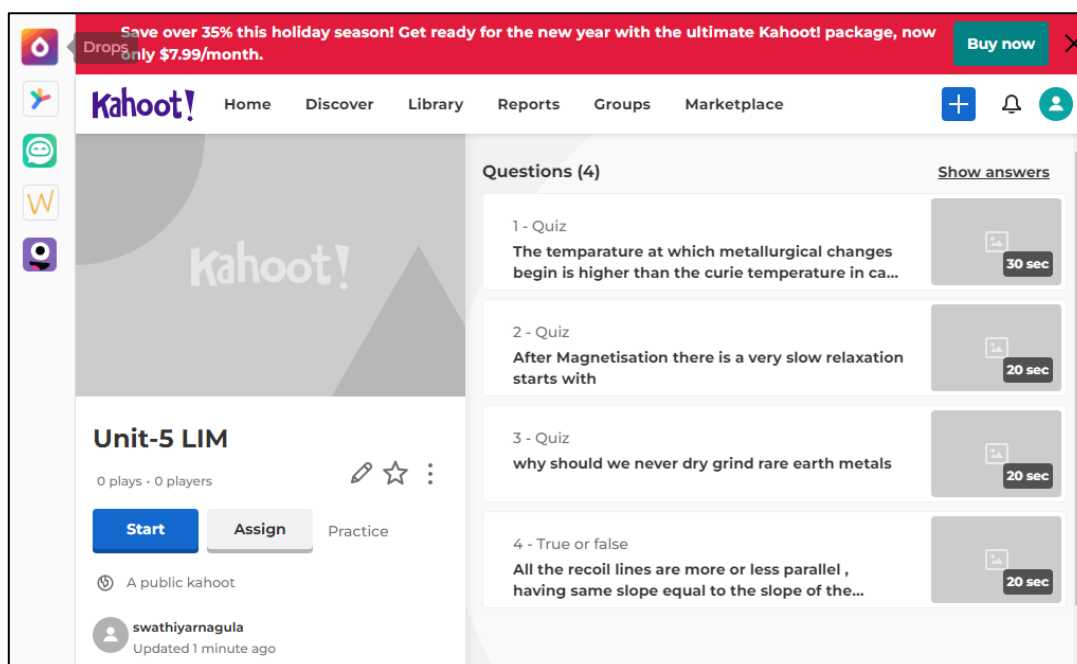 Drops
Save over 35% this holiday season! Get ready for the new year with the ultimate Kahoot! package, now
only $7.99/month.
Buy now
Kahoot!
Home
Discover
Library
Reports
Groups
Marketplace
Kahoot!
Unit-5 LIM
0 plays · 0 players
Start
Assign
Practice
A public kahoot
swathiyarnagula
Updated 1 minute ago
Questions (4)
Show answers
1 - Quiz
The temparature at which metallurgical changes
begin is higher than the curie temperature in ca...
30 sec
2 - Quiz
After Magnetisation there is a very slow relaxation
starts with
20 sec
3 - Quiz
why should we never dry grind rare earth metals
20 sec
4 - True or false
All the recoil lines are more or less parallel ,
having same slope equal to the slope of the...
20 sec